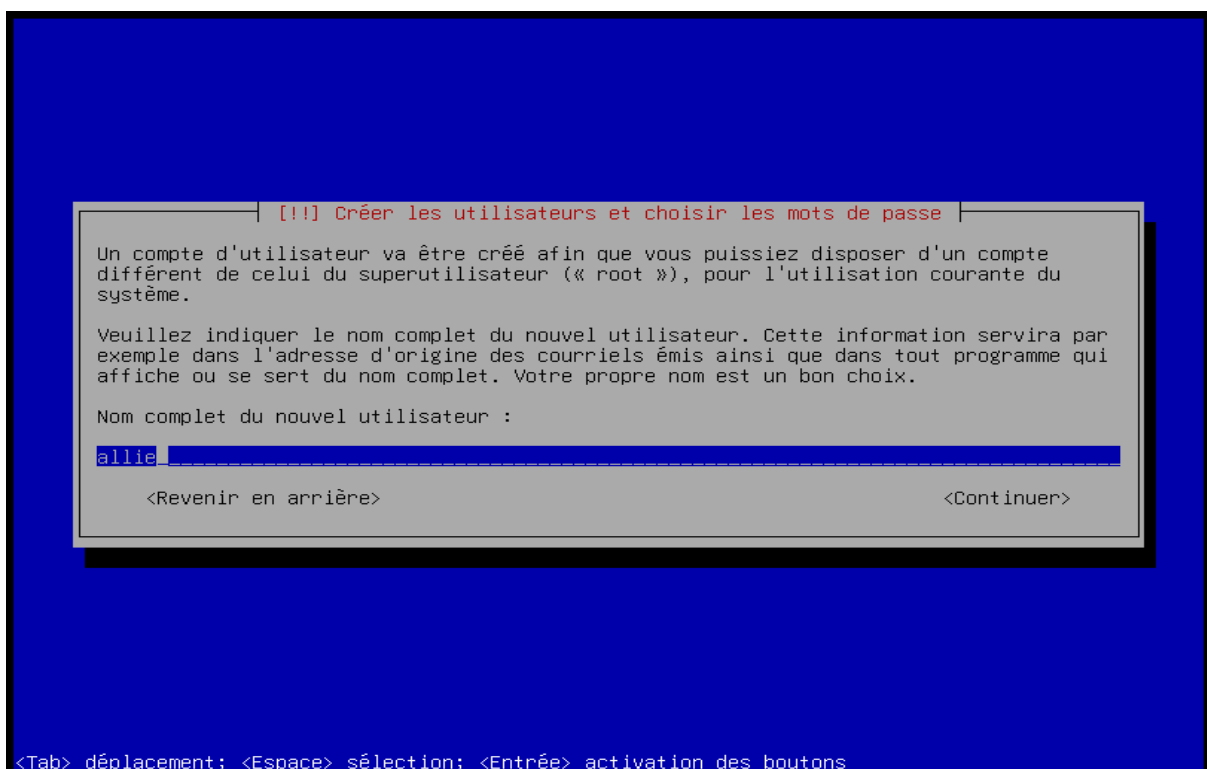 [!!] Créer les utilisateurs et choisir les mots de passe
Un compte d'utilisateur va être créé afin que vous puissiez disposer d'un compte
différent de celui du superutilisateur (« root »), pour l'utilisation courante du
système.
Veuillez indiquer le nom complet du nouvel utilisateur. Cette information servira par
exemple dans l'adresse d'origine des courriels émis ainsi que dans tout programme qui
affiche ou se sert du nom complet. Votre propre nom est un bon choix.
Nom complet du nouvel utilisateur :
allie
<Revenir en arrière> <Continuer>
<Tab> déplacement; <Espace> sélection; <Entrée> activation des boutons